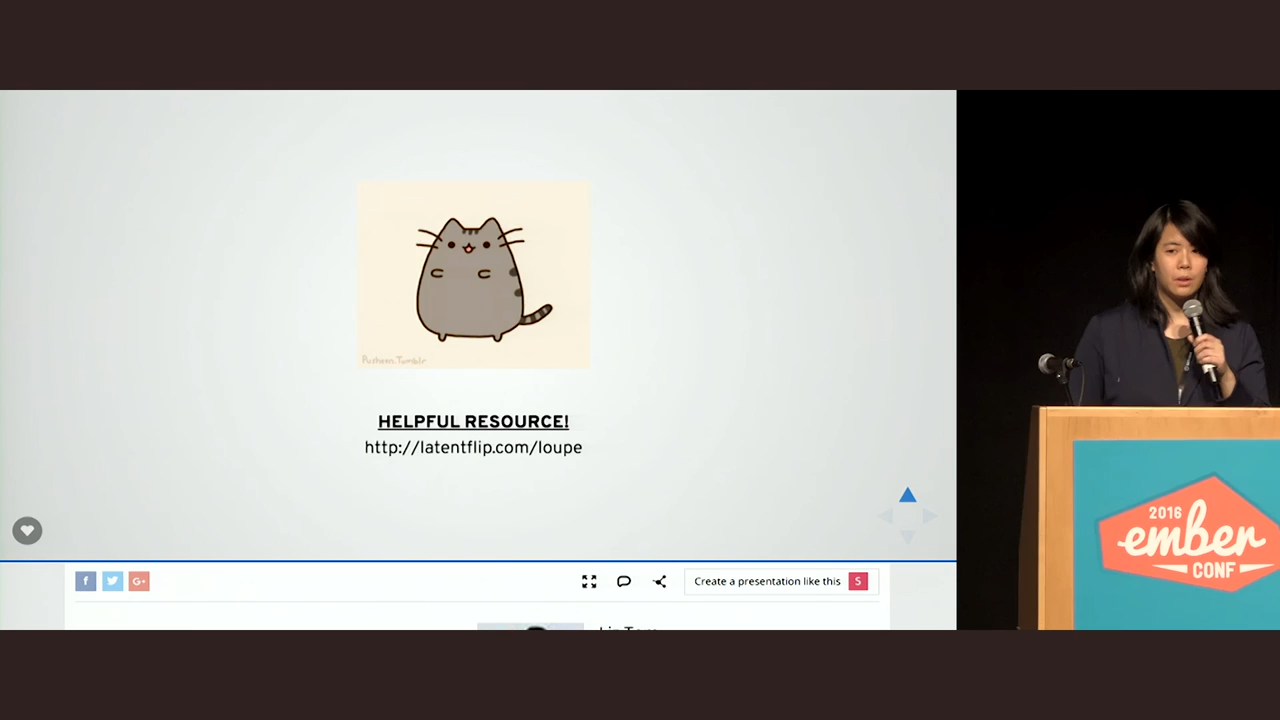 Pusheen.Tumblr
HELPFUL RESOURCE!
http://latentflip.com/loupe
f
G+
Create a presentation like this
S
2016
ember
CONF